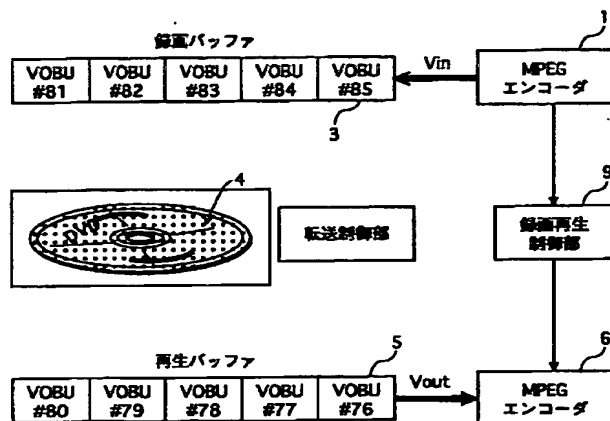 録画バッファ
VOBU #81
VOBU #82
VOBU #83
VOBU #84
VOBU #85
3
Vin
1
MPEG
エンコーダ
4
DVD
転送制御部
9
録画再生
制御部
再生バッファ
5
VOBU #80
VOBU #79
VOBU #78
VOBU #77
VOBU #76
Vout
6
MPEG
エンコーダ